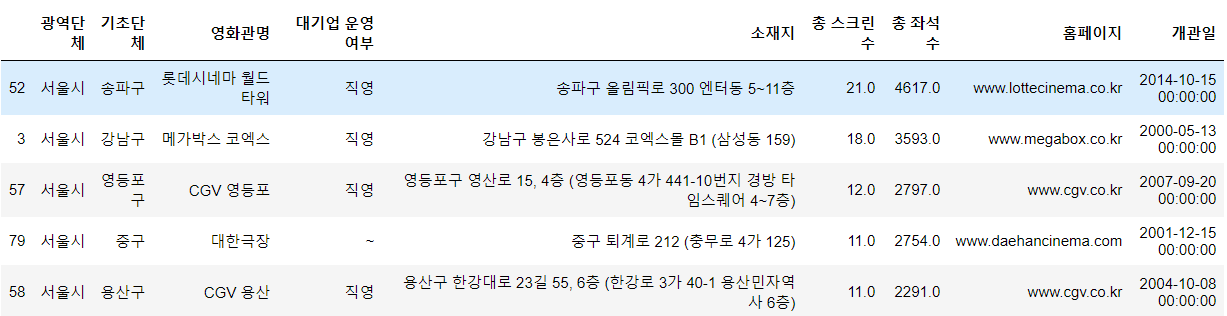 광역단체 기초단체 영화관명 대기업 운영여부 소재지 총 스크린수 총 좌석수 홈페이지 개관일
52 서울시 송파구 롯데시네마 월드타워 직영 송파구 올림픽로 300 엔터동 5~11층 21.0 4617.0 www.lottecinema.co.kr 2014-10-15 00:00:00
3 서울시 강남구 메가박스 코엑스 직영 강남구 봉은사로 524 코엑스몰 B1 (삼성동 159) 18.0 3593.0 www.megabox.co.kr 2000-05-13 00:00:00
57 서울시 영등포구 CGV 영등포 직영 영등포구 영산로 15, 4층 (영등포동 4가 441-10번지 경방 타임스퀘어 4~7층) 12.0 2797.0 www.cgv.co.kr 2007-09-20 00:00:00
79 서울시 중구 대한극장 ~ 중구 퇴계로 212 (충무로 4가 125) 11.0 2754.0 www.daehancinema.com 2001-12-15 00:00:00
58 서울시 용산구 CGV 용산 직영 용산구 한강대로 23길 55, 6층 (한강로 3가 40-1 용산민자역사 6층) 11.0 2291.0 www.cgv.co.kr 2004-10-08 00:00:00